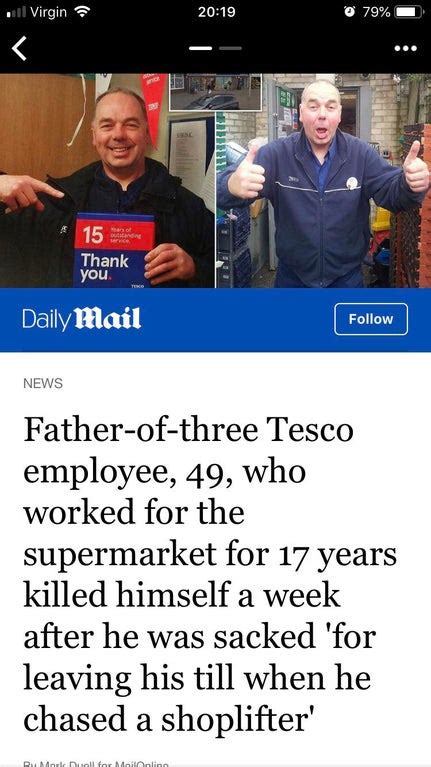 Virgin 20:19 79%
15 Years of outstanding service.
Thank
you.
TESCO
Daily Mail
Follow
NEWS
Father-of-three Tesco
employee, 49, who
worked for the
supermarket for 17 years
killed himself a week
after he was sacked 'for
leaving his till when he
chased a shoplifter'
By Mark Duell for MailOnline